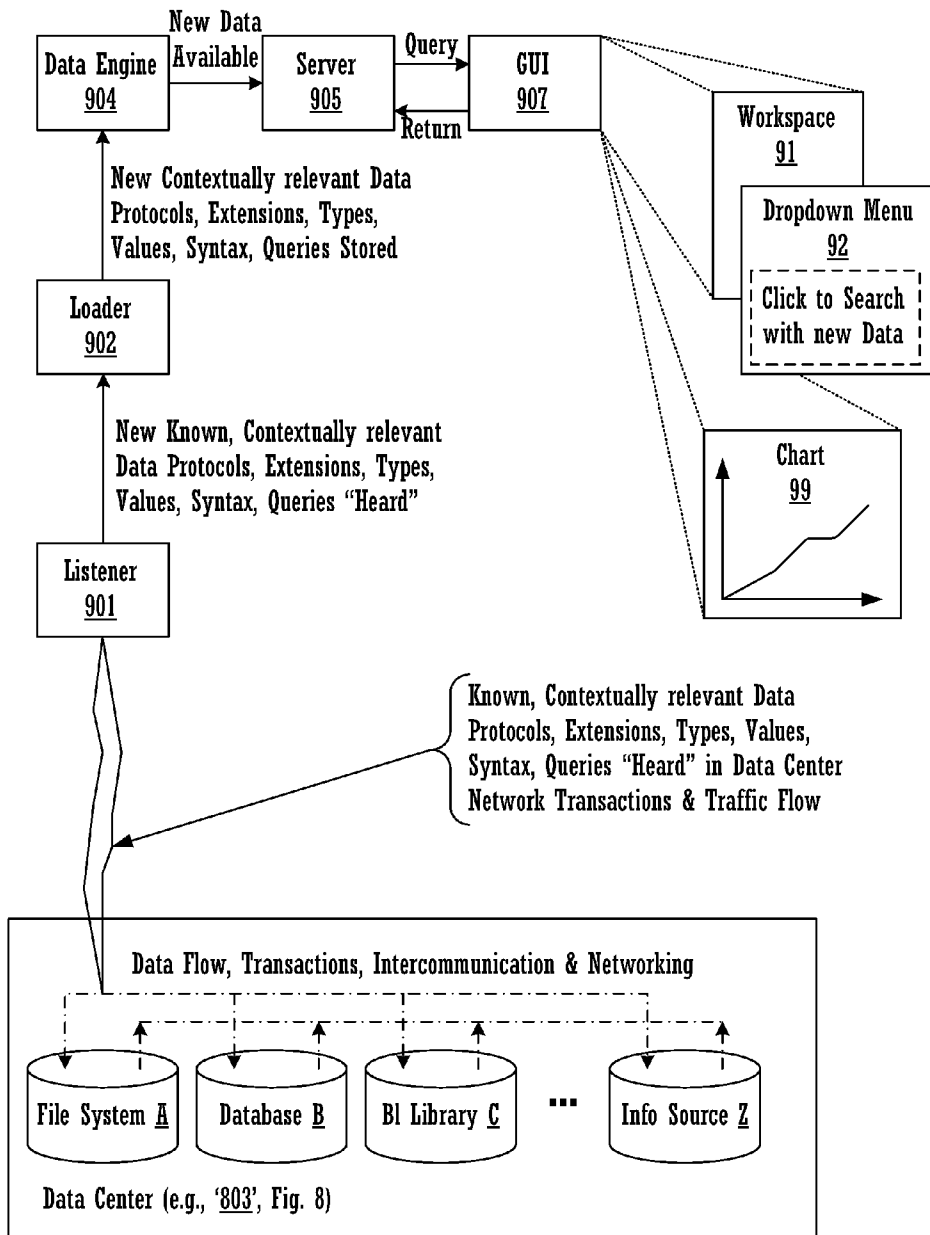 New Data
Available
Data Engine
904
Server
905
Query
Return
GUI
907
Workspace
91
Dropdown Menu
92
Click to Search
with new Data
New Contextually relevant Data
Protocols, Extensions, Types,
Values, Syntax, Queries Stored
Loader
902
New Known, Contextually relevant
Data Protocols, Extensions, Types,
Values, Syntax, Queries “Heard”
Chart
99
Listener
901
Known, Contextually relevant Data
Protocols, Extensions, Types, Values,
Syntax, Queries “Heard” in Data Center
Network Transactions & Traffic Flow
Data Flow, Transactions, Intercommunication & Networking
File System A
Database B
Bl Library C
...
Info Source Z
Data Center (e.g., ‘803’, Fig. 8)